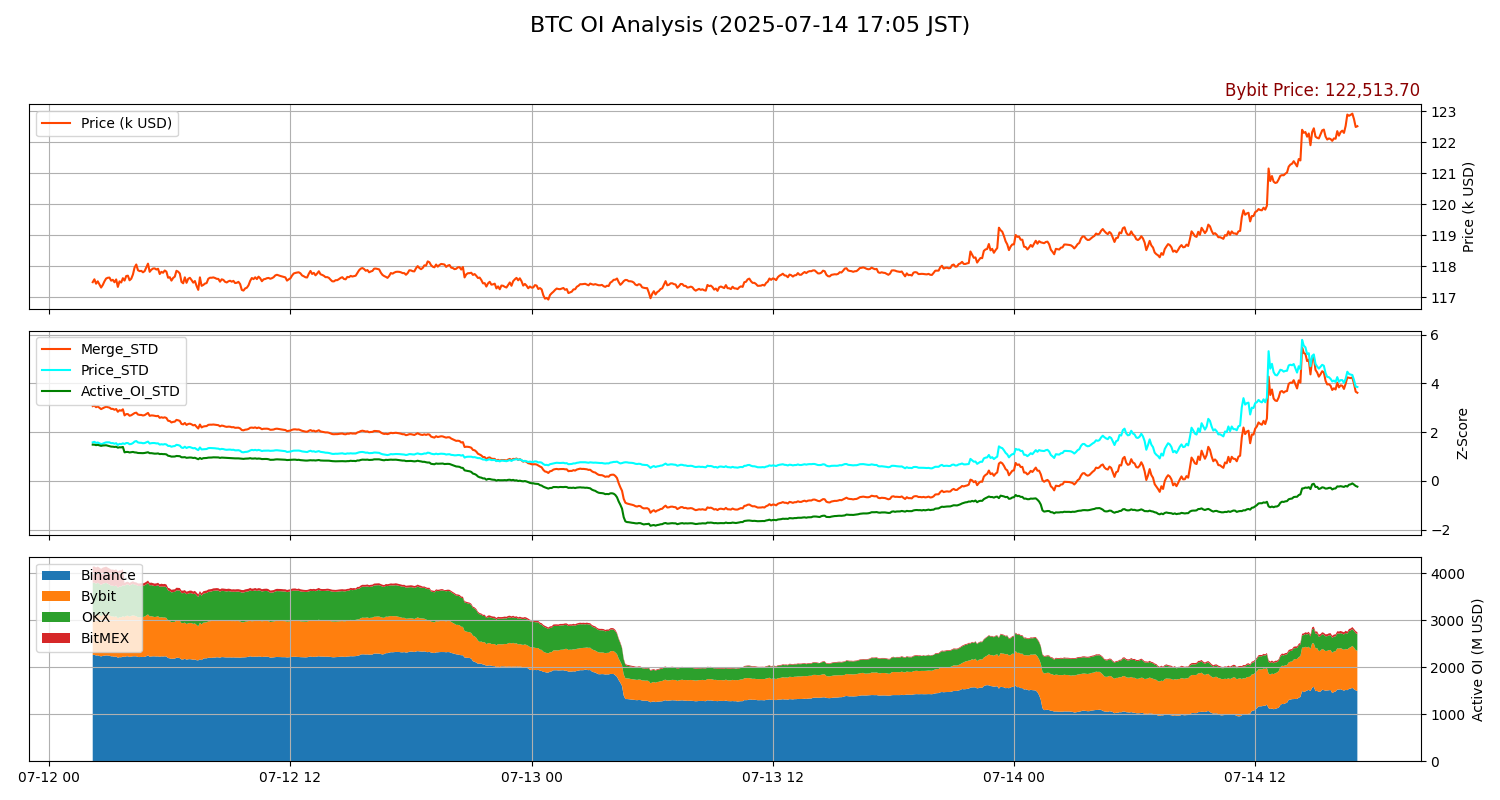 BTC OI Analysis (2025-07-14 17:05 JST)
Bybit Price: 122,513.70
Price (k USD)
123
122
121
120
119
118
117
Price (k USD)
Merge_STD
Price_STD
Active_OI_STD
6
4
2
0
−2
Z-Score
Binance
Bybit
OKX
BitMEX
4000
3000
2000
1000
0
Active OI (M USD)
07-12 00
07-12 12
07-13 00
07-13 12
07-14 00
07-14 12